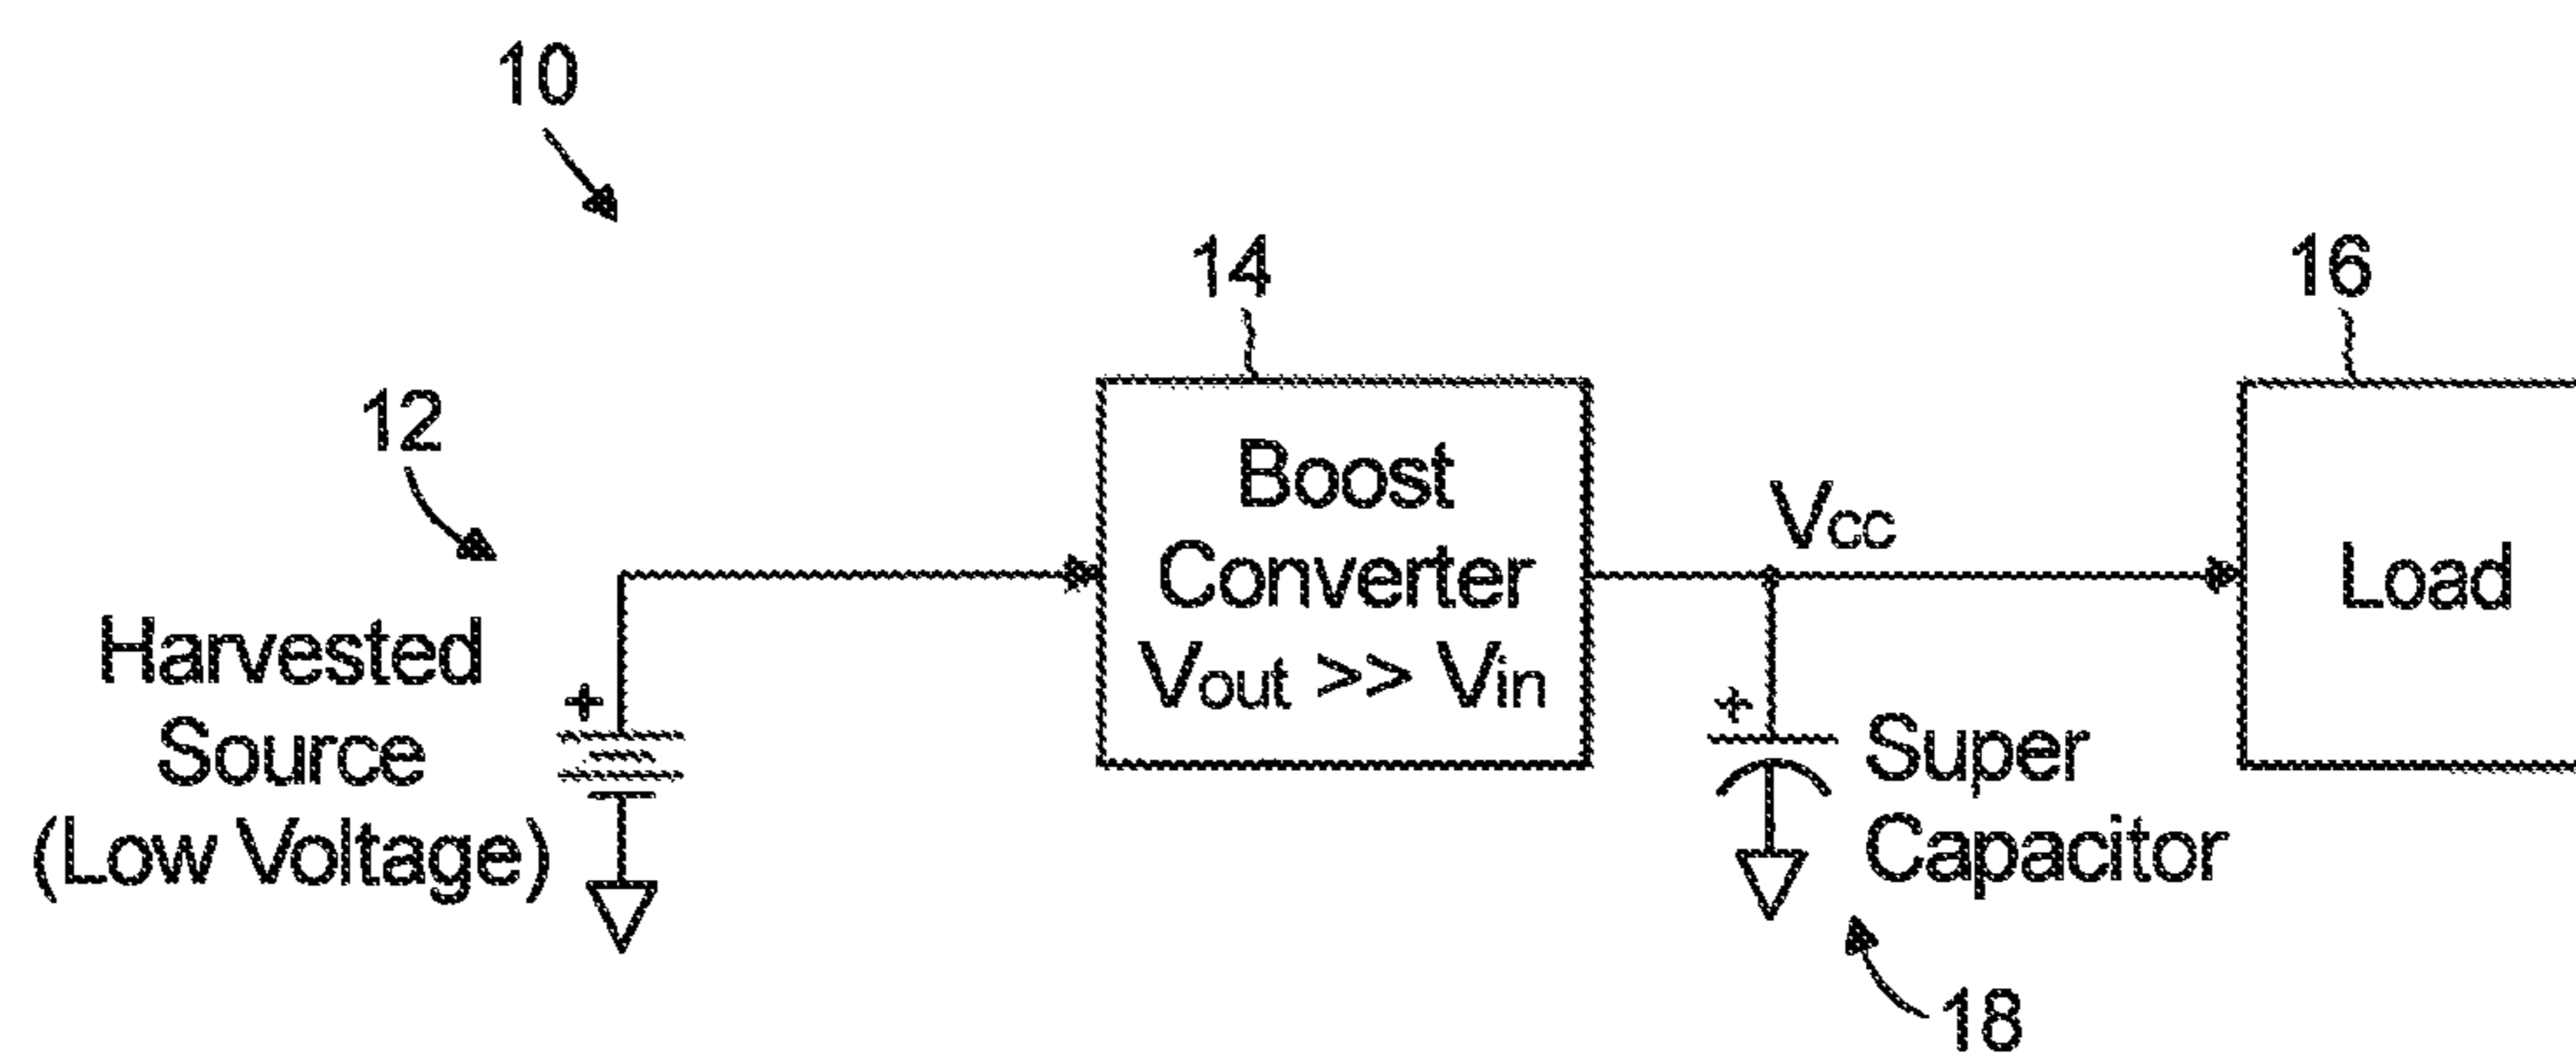 10
14
16
12
Boost
Converter
Vout >> Vin
Vcc
Load
Harvested
Source
(Low Voltage)
+
+
Super
Capacitor
18